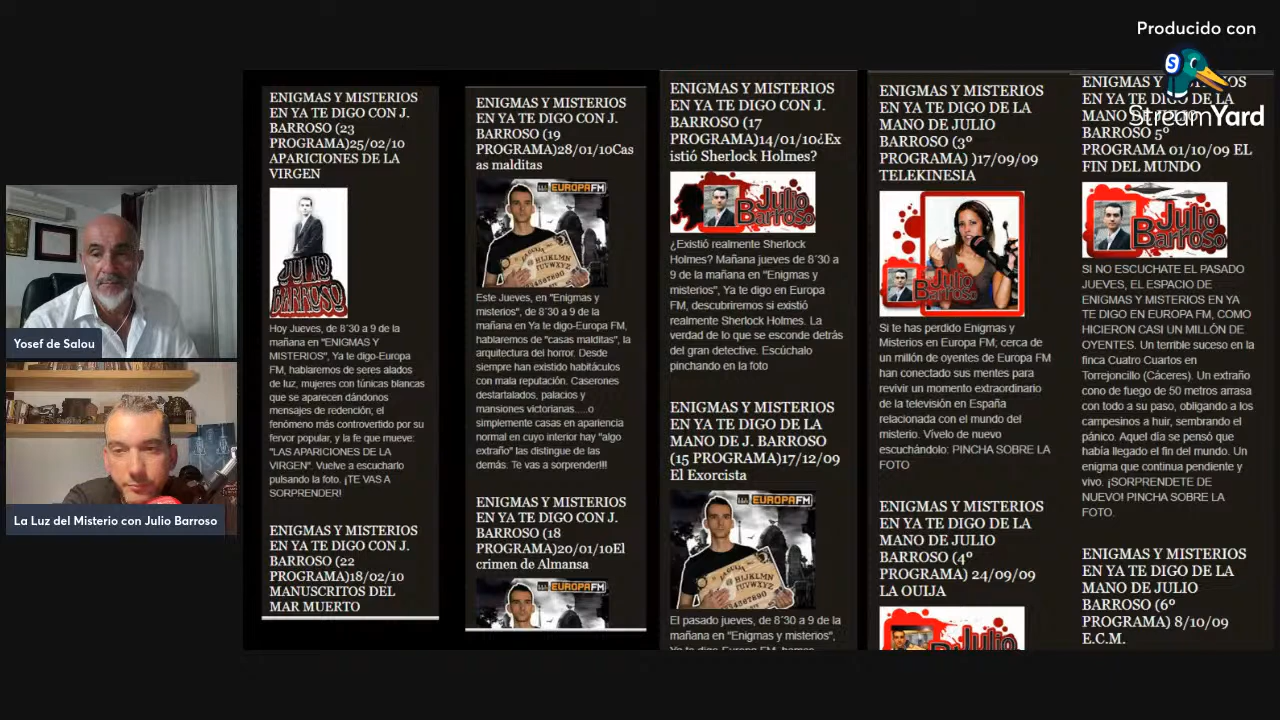 Producido con
StreamYard
Yosef de Salou
La Luz del Misterio con Julio Barroso
ENIGMAS Y MISTERIOS
EN YA TE DIGO CON J.
BARROSO (23
PROGRAMA)25/02/10
APARICIONES DE LA
VIRGEN
JULIO
BARROSO
Hoy Jueves, de 8´30 a 9 de la
mañana en "ENIGMAS Y
MISTERIOS", Ya te digo-Europa
FM, hablaremos de seres alados
de luz, mujeres con túnicas blancas
que se aparecen dándonos
mensajes de redención; el
fenómeno más controvertido por su
fervor popular, y la fe que mueve:
"LAS APARICIONES DE LA
VIRGEN". Vuelve a escucharlo
pulsando la foto. ¡TE VAS A
SORPRENDER!
ENIGMAS Y MISTERIOS
EN YA TE DIGO CON J.
BARROSO (22
PROGRAMA)18/02/10
MANUSCRITOS DEL
MAR MUERTO
ENIGMAS Y MISTERIOS
EN YA TE DIGO CON J.
BARROSO (19
PROGRAMA)28/01/10Cas
as malditas
EUROPAFM
Este Jueves, en "Enigmas y
misterios", de 8´30 a 9 de la
mañana en Ya te digo-Europa FM,
hablaremos de "casas malditas", la
arquitectura del horror. Desde
siempre han existido habitáculos
con mala reputación. Caserones
destartalados, palacios y
mansiones victorianas.....o
simplemente casas en apariencia
normal en cuyo interior hay "algo
extraño" las distingue de las
demás. Te vas a sorprender!!!
ENIGMAS Y MISTERIOS
EN YA TE DIGO CON J.
BARROSO (18
PROGRAMA)20/01/10El
crimen de Almansa
EUROPAFM
ENIGMAS Y MISTERIOS
EN YA TE DIGO CON J.
BARROSO (17
PROGRAMA)14/01/10¿Ex
istió Sherlock Holmes?
Julio
Barroso
¿Existió realmente Sherlock
Holmes? Mañana jueves de 8´30 a
9 de la mañana en "Enigmas y
misterios", Ya te digo en Europa
FM, descubriremos si existió
realmente Sherlock Holmes. La
verdad de lo que se esconde detrás
del gran detective. Escúchalo
pinchando en la foto
ENIGMAS Y MISTERIOS
EN YA TE DIGO DE LA
MANO DE J. BARROSO
(15 PROGRAMA)17/12/09
El Exorcista
EUROPAFM
El pasado jueves, de 8´30 a 9 de la
mañana en "Enigmas y misterios",
ENIGMAS Y MISTERIOS
EN YA TE DIGO DE LA
MANO DE JULIO
BARROSO (3º
PROGRAMA) )17/09/09
TELEKINESIA
Julio
Barroso
Si te has perdido Enigmas y
Misterios en Europa FM; cerca de
un millón de oyentes de Europa FM
han conectado sus mentes para
revivir un momento extraordinario
de la televisión en España
relacionada con el mundo del
misterio. Vívelo de nuevo
escuchándolo: PINCHA SOBRE LA
FOTO
ENIGMAS Y MISTERIOS
EN YA TE DIGO DE LA
MANO DE JULIO
BARROSO (4º
PROGRAMA) 24/09/09
LA OUIJA
Julio
ENIGMAS Y MISTERIOS
EN YA TE DIGO DE LA
MANO DE JULIO
BARROSO 5º
PROGRAMA 01/10/09 EL
FIN DEL MUNDO
Julio
Barroso
SI NO ESCUCHATE EL PASADO
JUEVES, EL ESPACIO DE
ENIGMAS Y MISTERIOS EN YA
TE DIGO EN EUROPA FM, COMO
HICIERON CASI UN MILLÓN DE
OYENTES. Un terrible suceso en la
finca Cuatro Cuartos en
Torrejoncillo (Cáceres). Un extraño
cono de fuego de 50 metros arrasa
con todo a su paso, obligando a los
campesinos a huir, sembrando el
pánico. Aquel día se pensó que
había llegado el fin del mundo. Un
enigma que continua pendiente y
vivo. ¡SORPRENDETE DE
NUEVO! PINCHA SOBRE LA
FOTO.
ENIGMAS Y MISTERIOS
EN YA TE DIGO DE LA
MANO DE JULIO
BARROSO (6º
PROGRAMA) 8/10/09
E.C.M.